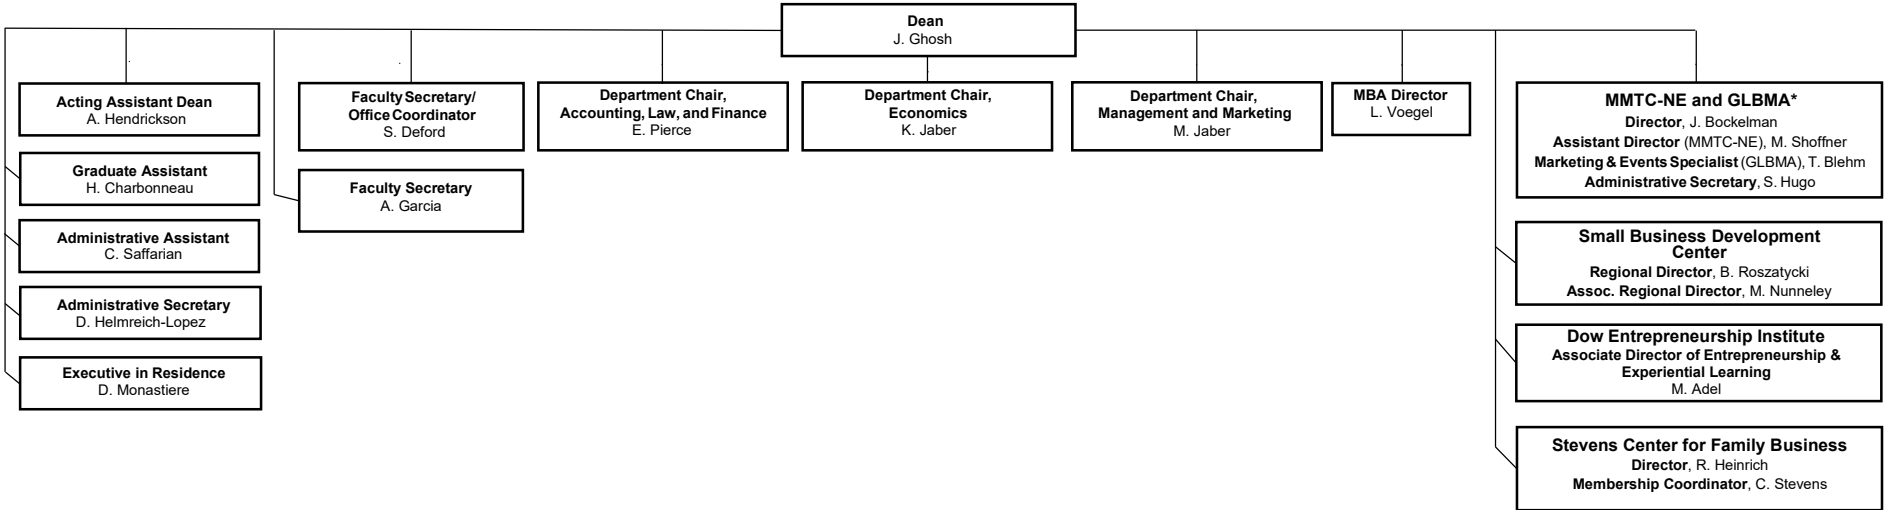 Dean
J. Ghosh
Acting Assistant Dean
A. Hendrickson
Graduate Assistant
H. Charbonneau
Administrative Assistant
C. Saffarian
Administrative Secretary
D. Helmreich-Lopez
Executive in Residence
D. Monastiere
Faculty Secretary/
Office Coordinator
S. Deford
Faculty Secretary
A. Garcia
Department Chair,
Accounting, Law, and Finance
E. Pierce
Department Chair,
Economics
K. Jaber
Department Chair,
Management and Marketing
M. Jaber
MBA Director
L. Voegel
MMTC-NE and GLBMA*
Director, J. Bockelman
Assistant Director (MMTC-NE), M. Shoffner
Marketing & Events Specialist (GLBMA), T. Blehm
Administrative Secretary, S. Hugo
Small Business Development
Center
Regional Director, B. Roszatycki
Assoc. Regional Director, M. Nunneley
Dow Entrepreneurship Institute
Associate Director of Entrepreneurship &
Experiential Learning
M. Adel
Stevens Center for Family Business
Director, R. Heinrich
Membership Coordinator, C. Stevens